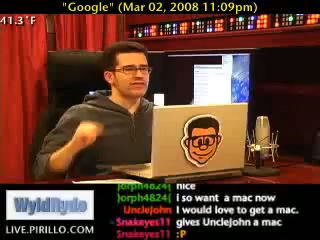 "Google" (Mar 02, 2008 11:09pm)
41.3°F
jorph4824{ nice
jorph4824{ i so want a mac now
UncleJohn I would love to get a mac.
Snakeyes11 gives UncleJohn a mac.
Snakeyes11 :P
WyldRyde
LIVE.PIRILLO.COM